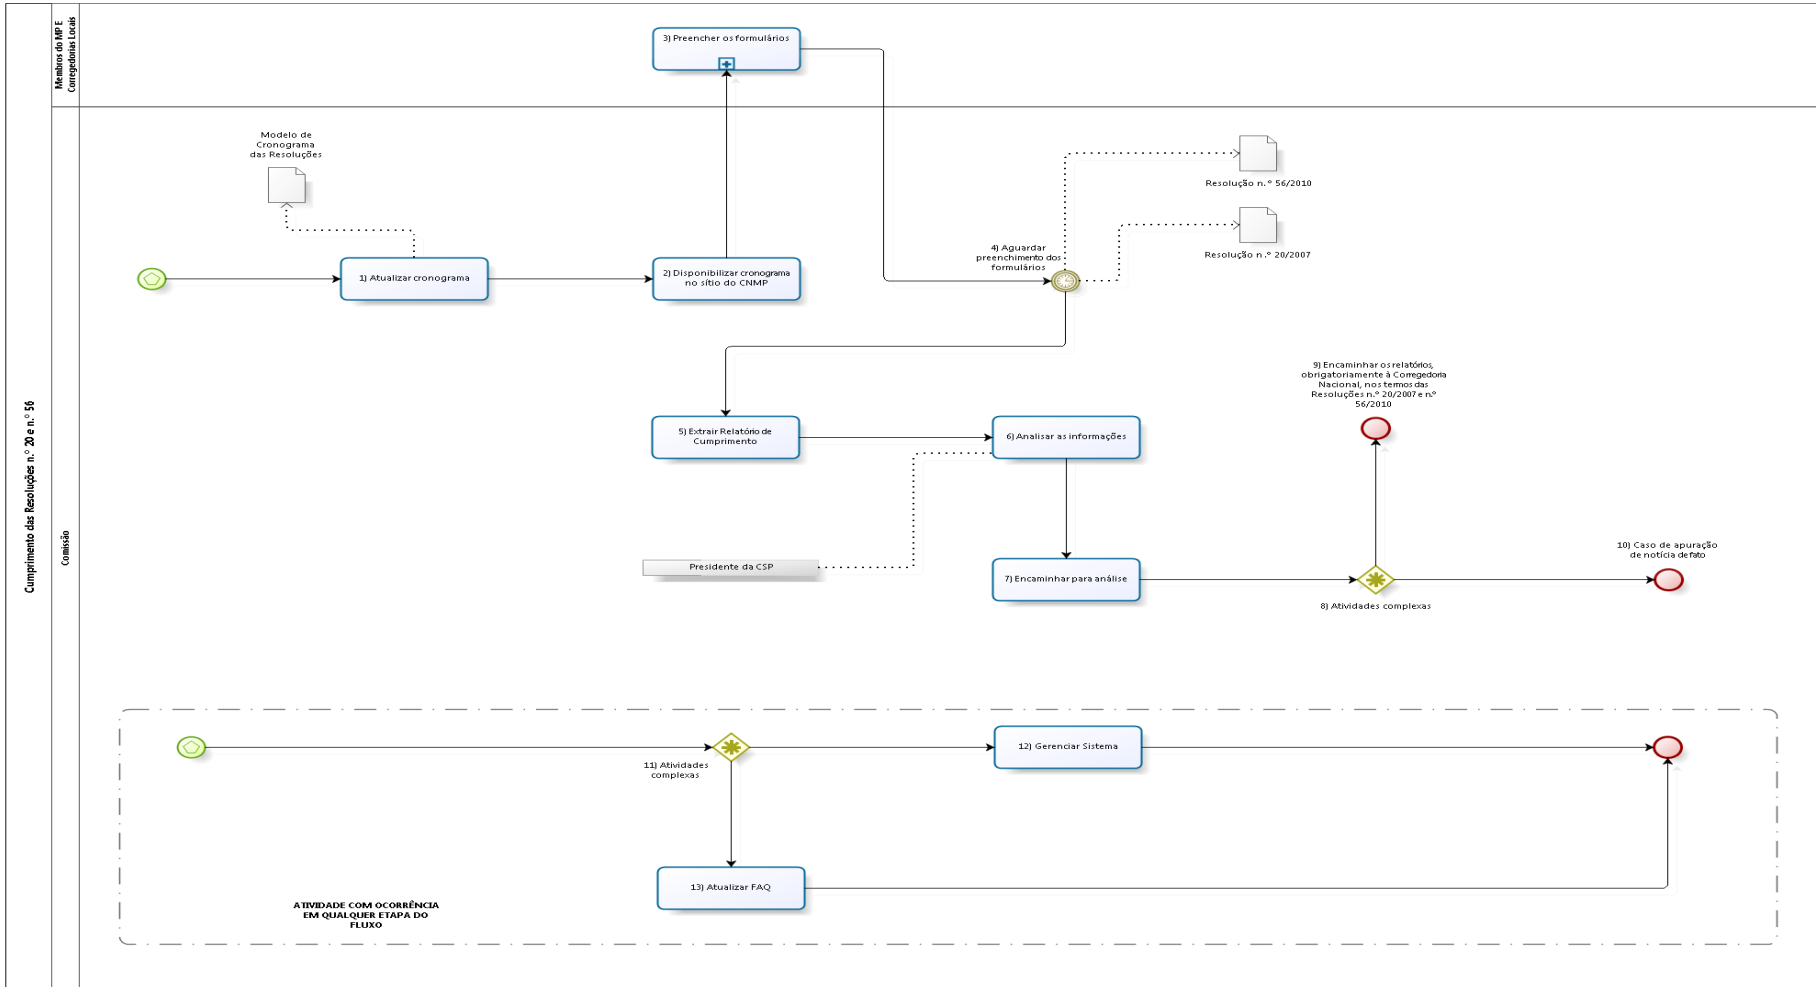 Cumprimento das Resoluções n.º 20 e n.º 56
Membros do MP E
Corregedorias Locais
Comissão
3) Preencher os formulários
Modelo de
Cronograma
das Resoluções
Resolução n.º 56/2010
Resolução n.º 20/2007
4) Aguardar
preenchimento dos
formulários
1) Atualizar cronograma
2) Disponibilizar cronograma
no sítio do CNMP
9) Encaminhar os relatórios,
obrigatoriamente à Corregedoria
Nacional, nos termos das
Resoluções n.º 20/2007 e n.º
56/2010
5) Extrair Relatório de
Cumprimento
6) Analisar as informações
10) Caso de apuração
de notícia de fato
Presidente da CSP
7) Encaminhar para análise
8) Atividades complexas
11) Atividades
complexas
12) Gerenciar Sistema
13) Atualizar FAQ
ATIVIDADE COM OCORRÊNCIA
EM QUALQUER ETAPA DO
FLUXO